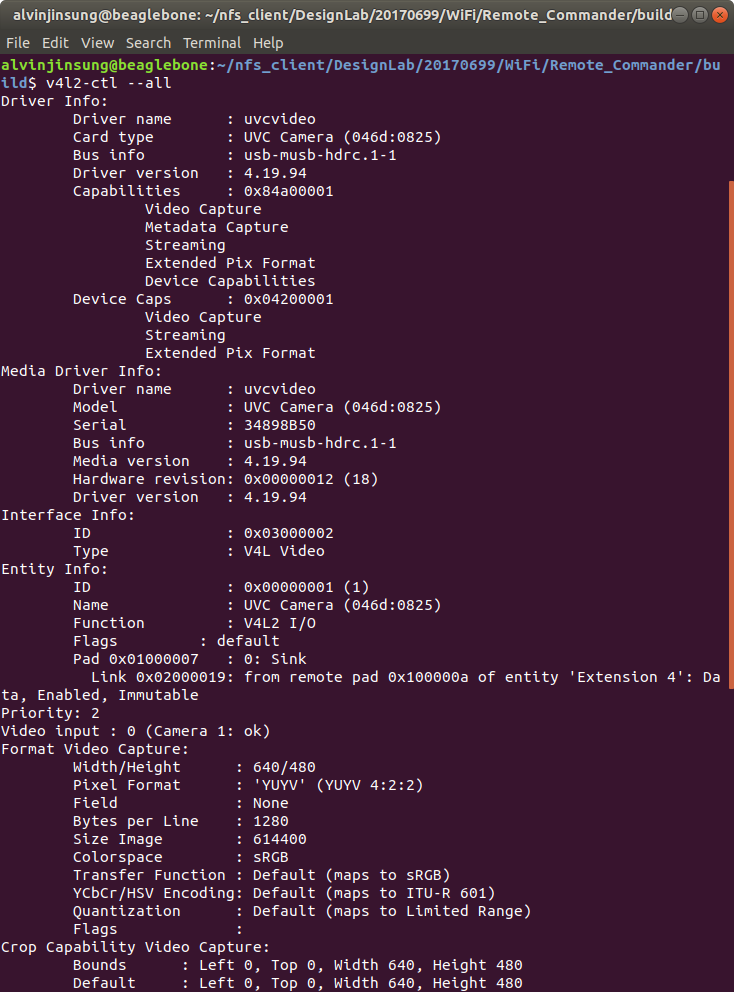 alvinjinsung@beaglebone: ~/nfs_client/DesignLab/20170699/WiFi/Remote_Commander/build
File Edit View Search Terminal Help
alvinjinsung@beaglebone:~/nfs_client/DesignLab/20170699/WiFi/Remote_Commander/bu
ild$ v4l2-ctl --all
Driver Info:
Driver name : uvcvideo
Card type : UVC Camera (046d:0825)
Bus info : usb-musb-hdrc.1-1
Driver version : 4.19.94
Capabilities : 0x84a00001
Video Capture
Metadata Capture
Streaming
Extended Pix Format
Device Capabilities
Device Caps : 0x04200001
Video Capture
Streaming
Extended Pix Format
Media Driver Info:
Driver name : uvcvideo
Model : UVC Camera (046d:0825)
Serial : 34898B50
Bus info : usb-musb-hdrc.1-1
Media version : 4.19.94
Hardware revision: 0x00000012 (18)
Driver version : 4.19.94
Interface Info:
ID : 0x03000002
Type : V4L Video
Entity Info:
ID : 0x00000001 (1)
Name : UVC Camera (046d:0825)
Function : V4L2 I/O
Flags : default
Pad 0x01000007 : 0: Sink
Link 0x02000019: from remote pad 0x100000a of entity 'Extension 4': Da
ta, Enabled, Immutable
Priority: 2
Video input : 0 (Camera 1: ok)
Format Video Capture:
Width/Height : 640/480
Pixel Format : 'YUYV' (YUYV 4:2:2)
Field : None
Bytes per Line : 1280
Size Image : 614400
Colorspace : sRGB
Transfer Function : Default (maps to sRGB)
YCbCr/HSV Encoding: Default (maps to ITU-R 601)
Quantization : Default (maps to Limited Range)
Flags :
Crop Capability Video Capture:
Bounds : Left 0, Top 0, Width 640, Height 480
Default : Left 0, Top 0, Width 640, Height 480